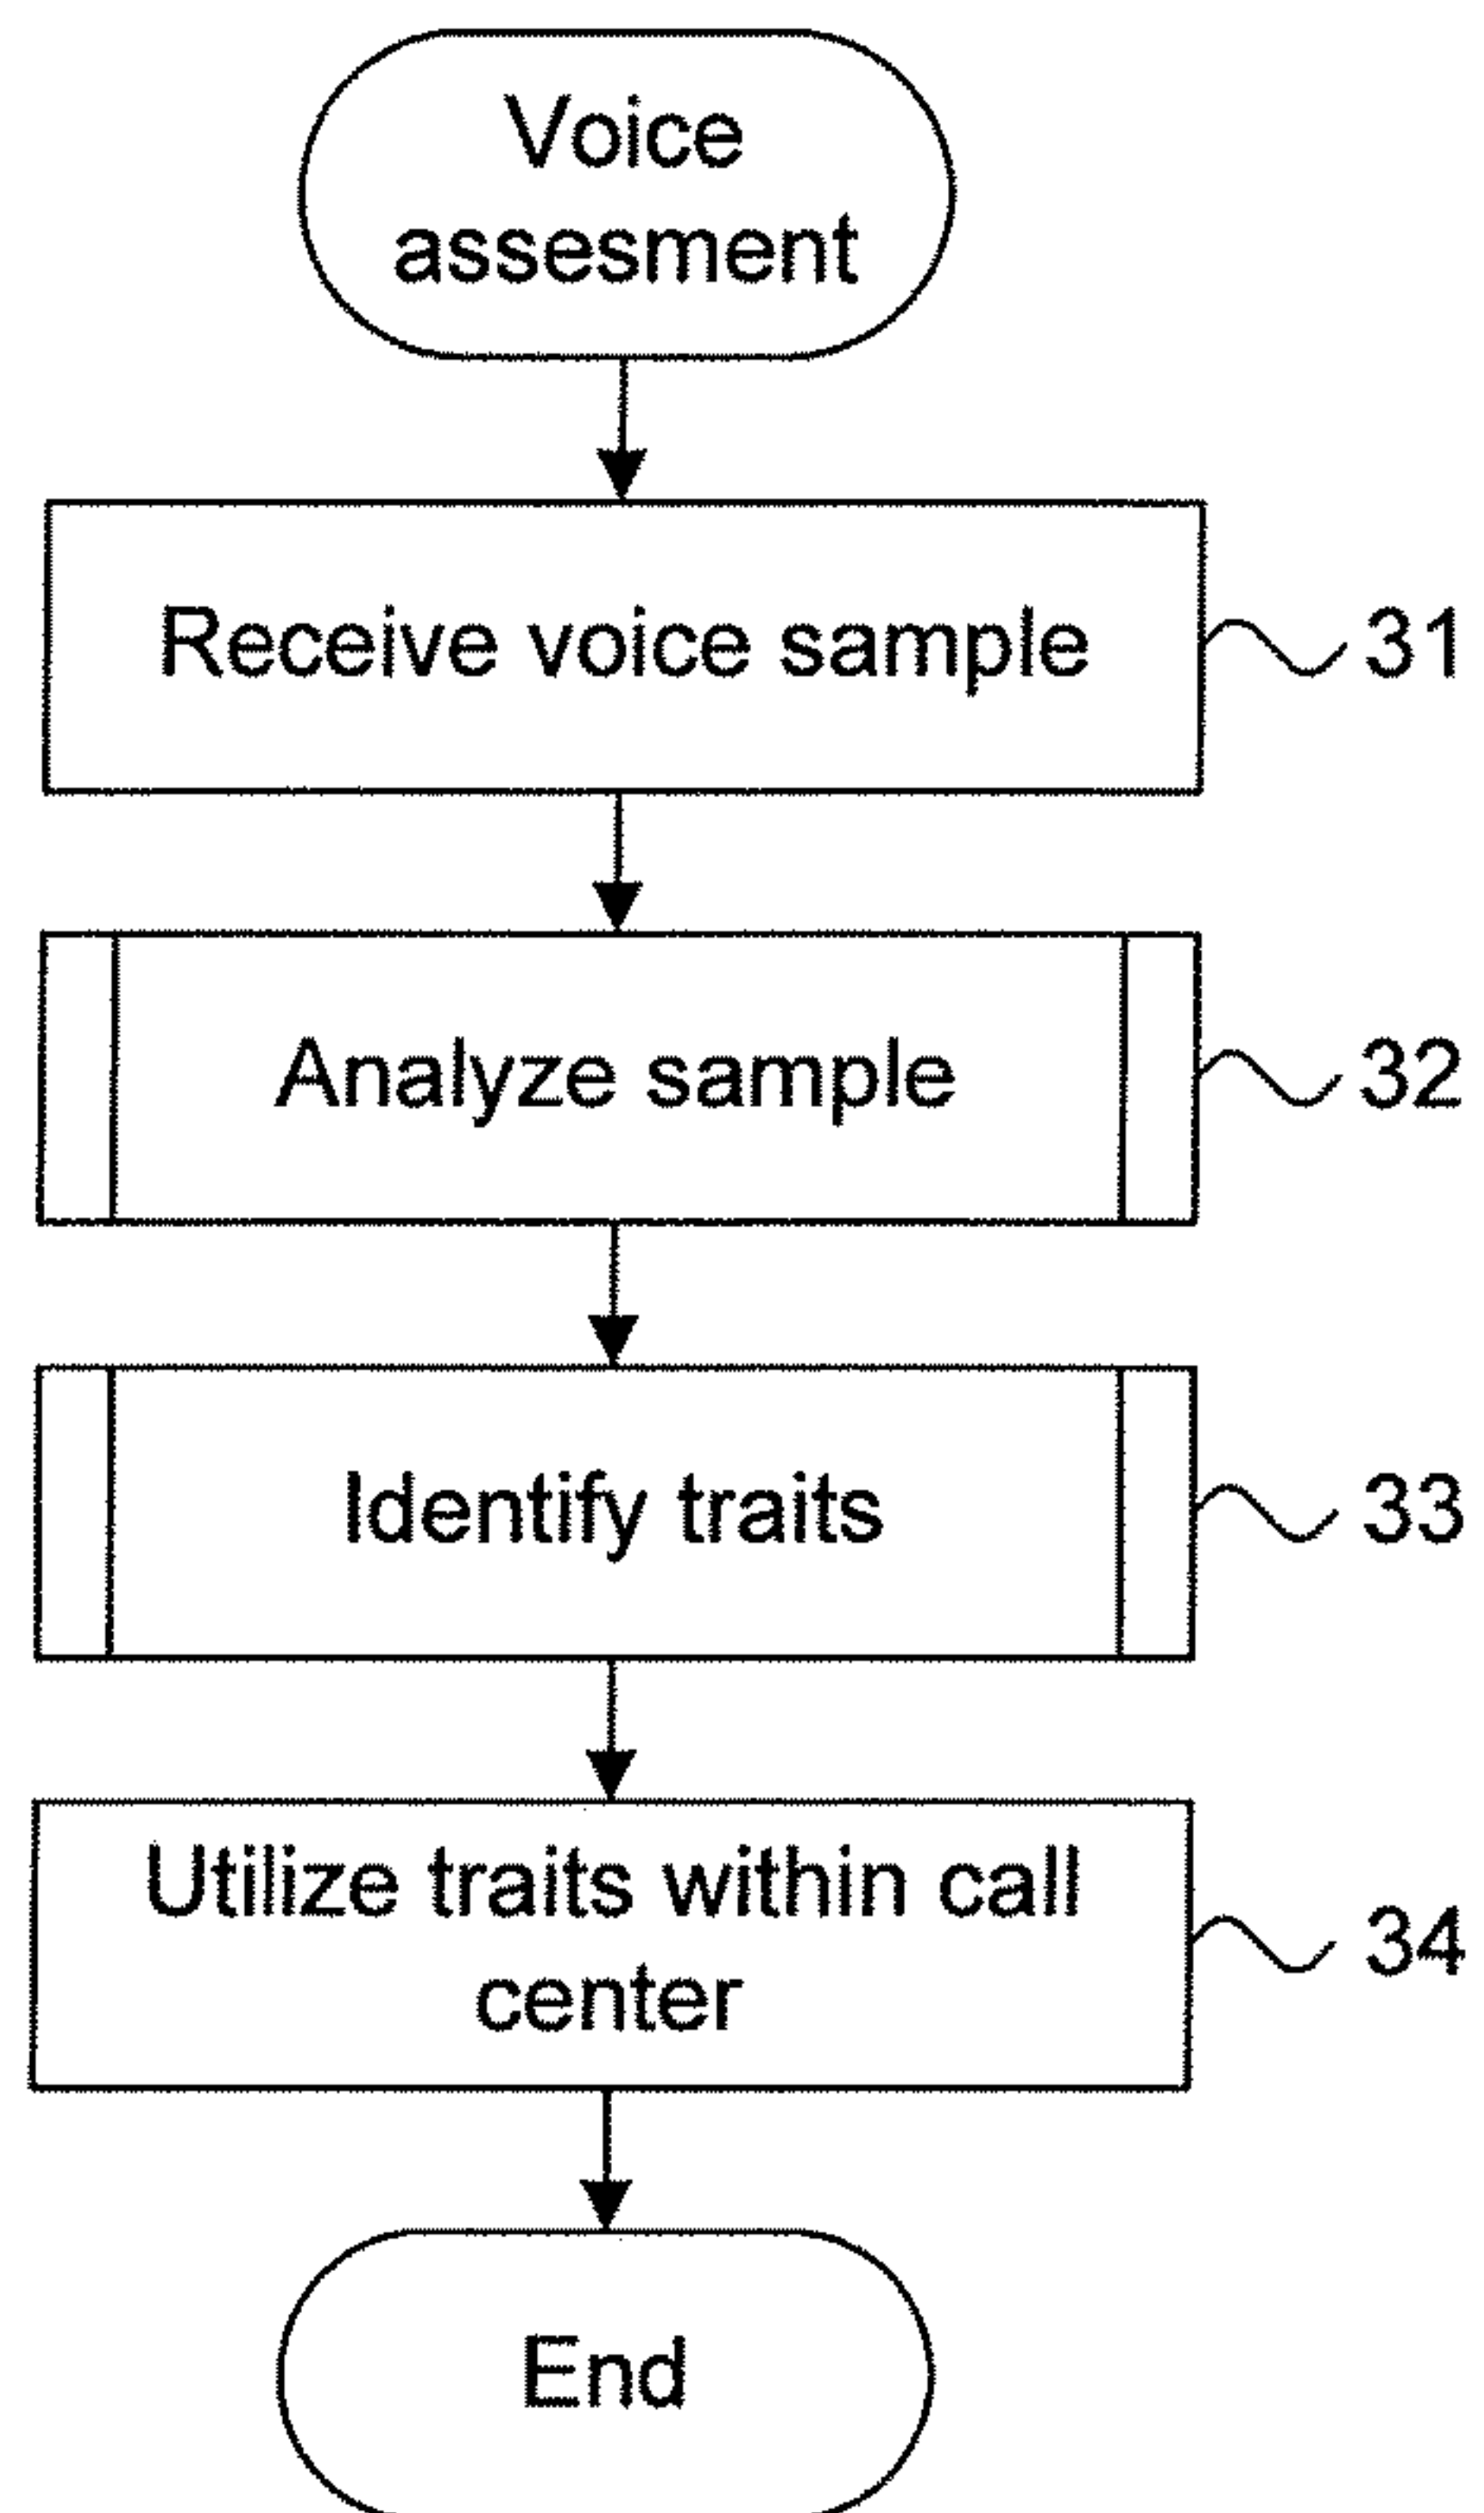 Voice
assesment
Receive voice sample
31
Analyze sample
32
Identify traits
33
Utilize traits within call
center
34
End